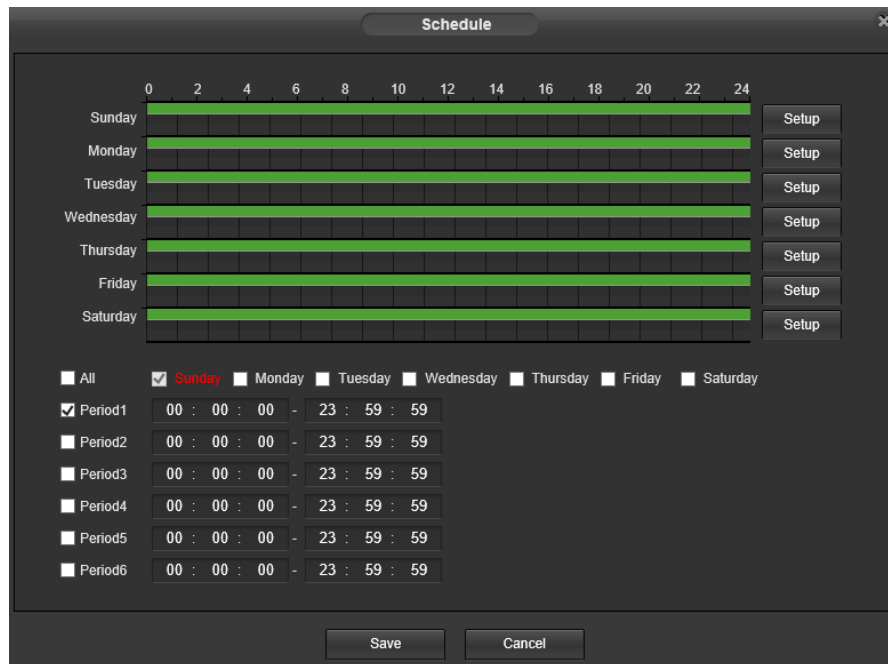 Schedule
0 2 4 6 8 10 12 14 16 18 20 22 24
Sunday Setup
Monday Setup
Tuesday Setup
Wednesday Setup
Thursday Setup
Friday Setup
Saturday Setup
All Sunday Monday Tuesday Wednesday Thursday Friday Saturday
Period1 00 : 00 : 00 - 23 : 59 : 59
Period2 00 : 00 : 00 - 23 : 59 : 59
Period3 00 : 00 : 00 - 23 : 59 : 59
Period4 00 : 00 : 00 - 23 : 59 : 59
Period5 00 : 00 : 00 - 23 : 59 : 59
Period6 00 : 00 : 00 - 23 : 59 : 59
Save Cancel